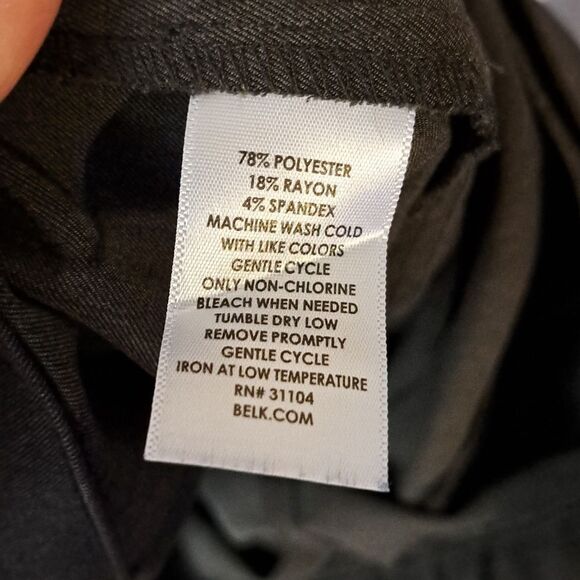 78% POLYESTER
18% RAYON
4% SPANDEX
MACHINE WASH COLD
WITH LIKE COLORS
GENTLE CYCLE
ONLY NON-CHLORINE
BLEACH WHEN NEEDED
TUMBLE DRY LOW
REMOVE PROMPTLY
GENTLE CYCLE
IRON AT LOW TEMPERATURE
RN# 31104
BELK.COM